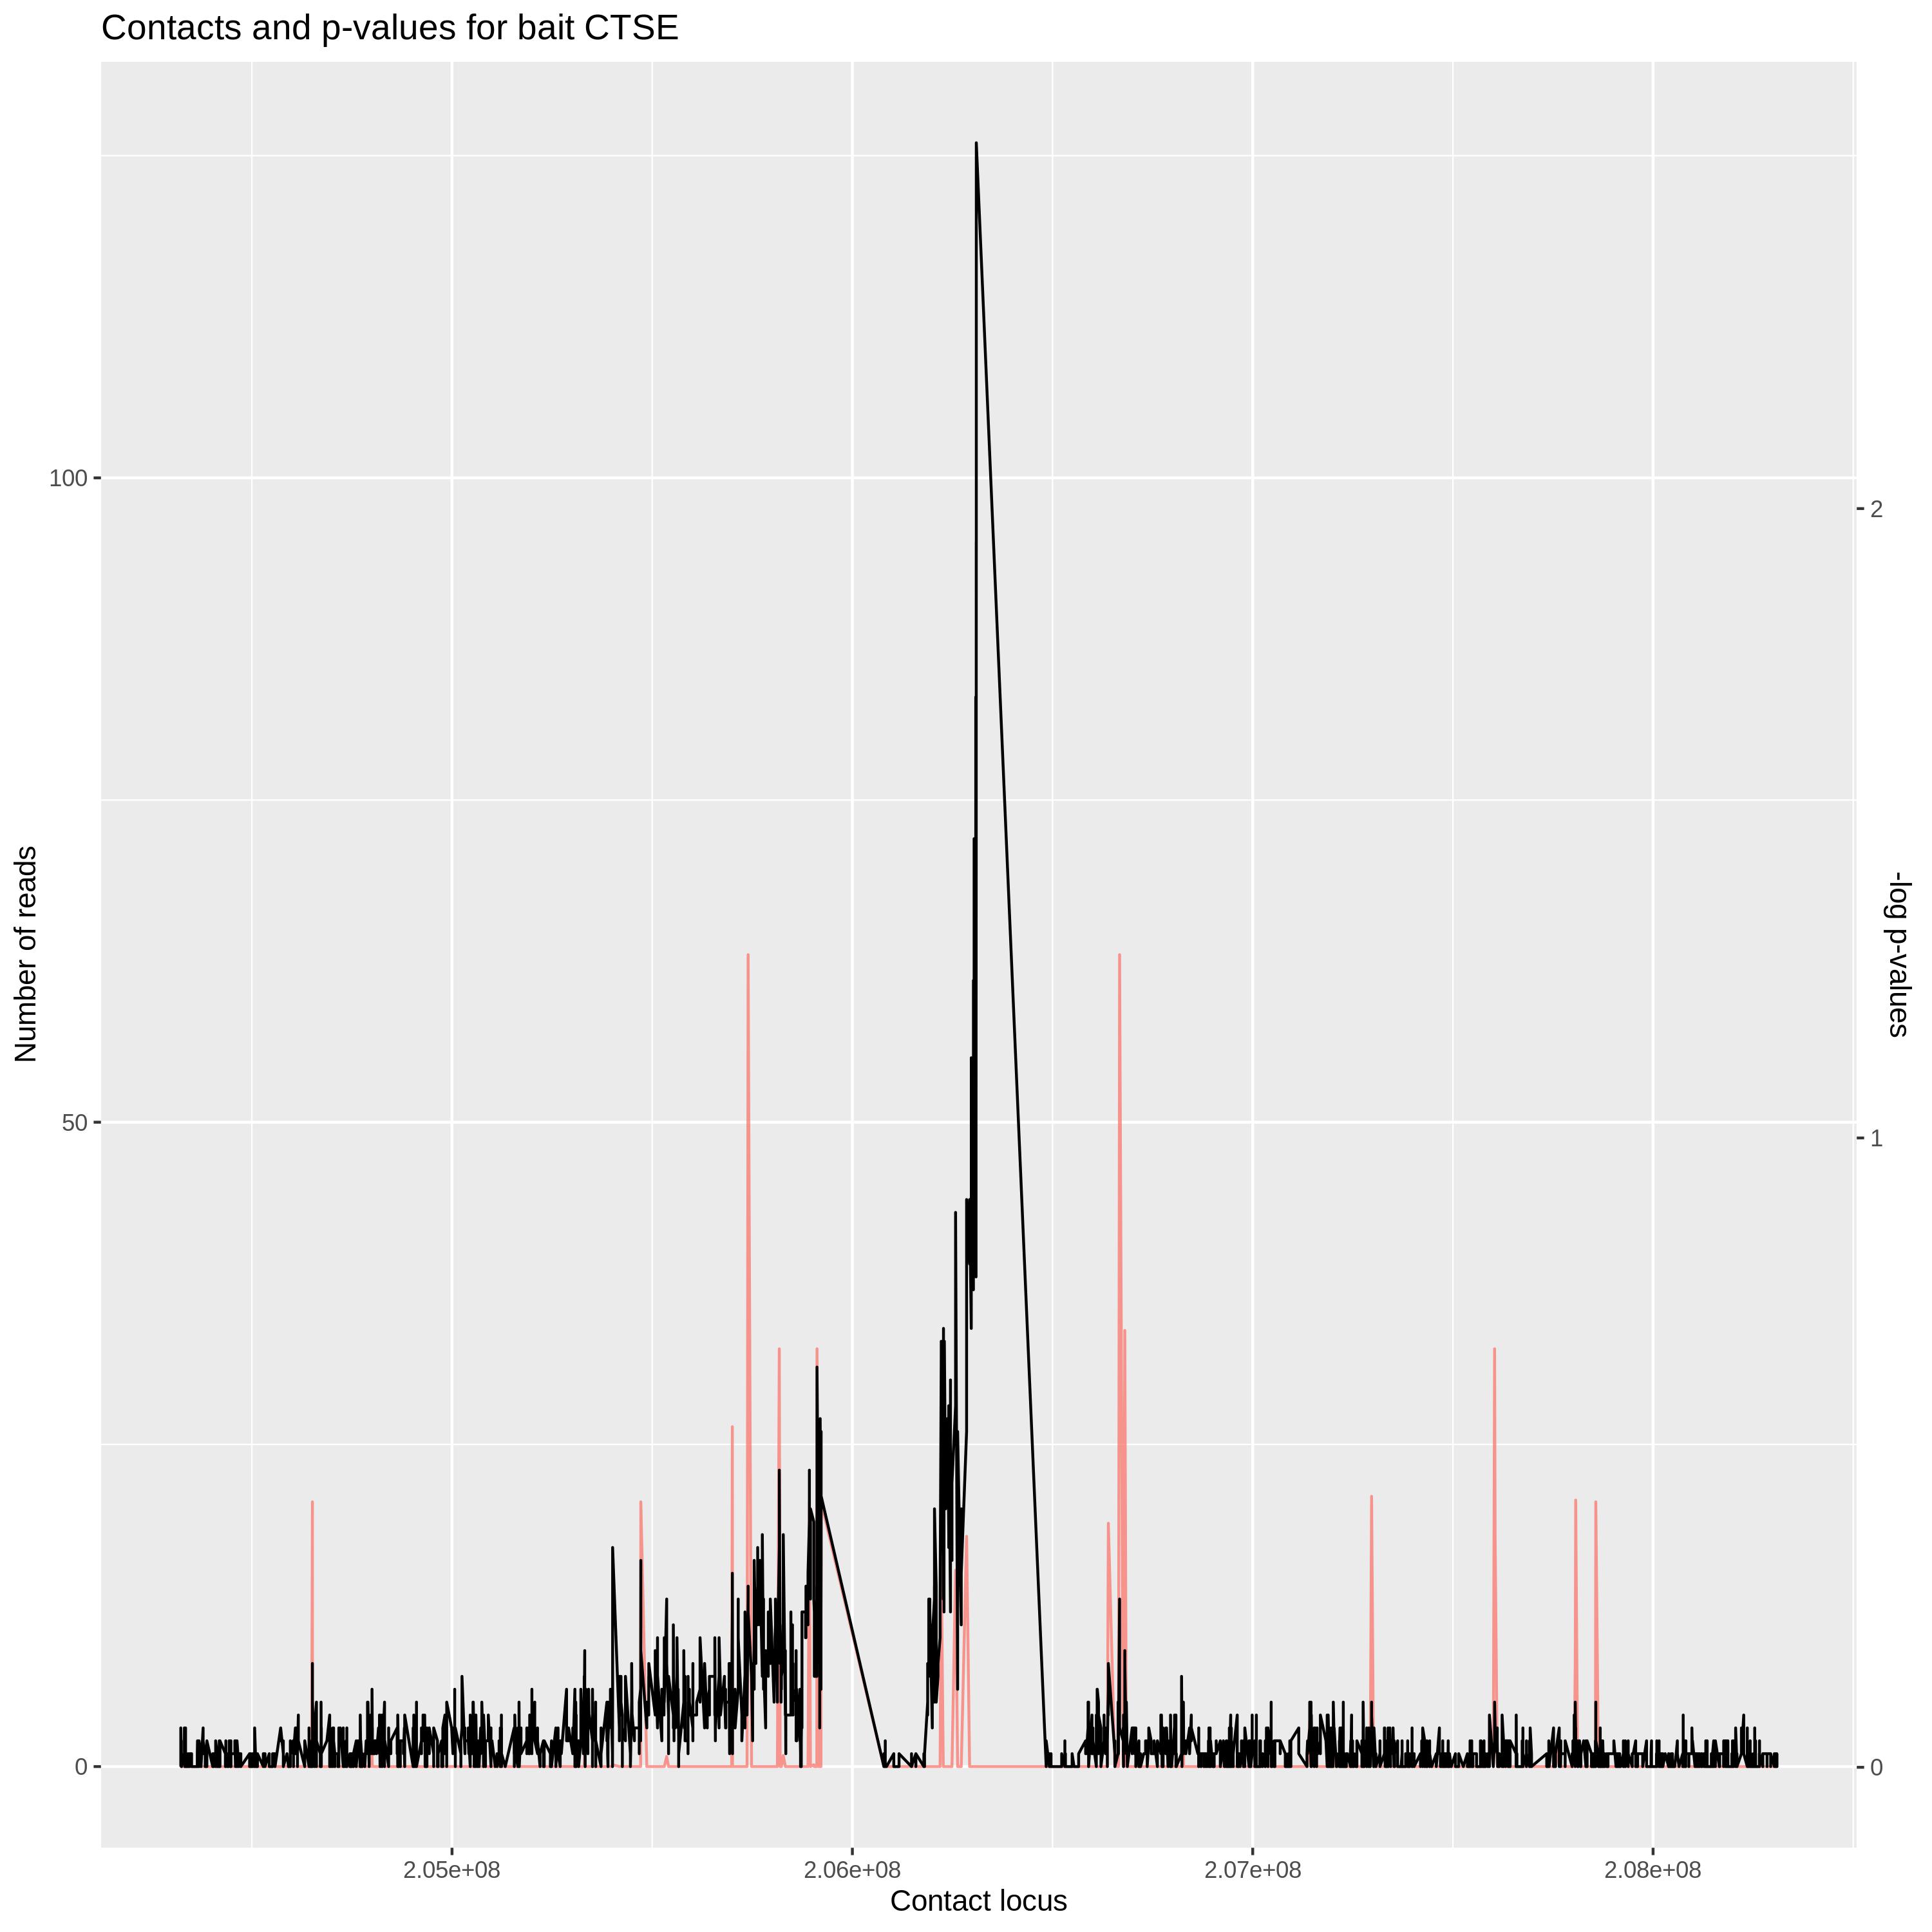 Contacts and p-values for bait CTSE
Number of reads
100
50
0
2
1
0
-log p-values
2.05e+08 2.06e+08 2.07e+08 2.08e+08
Contact locus